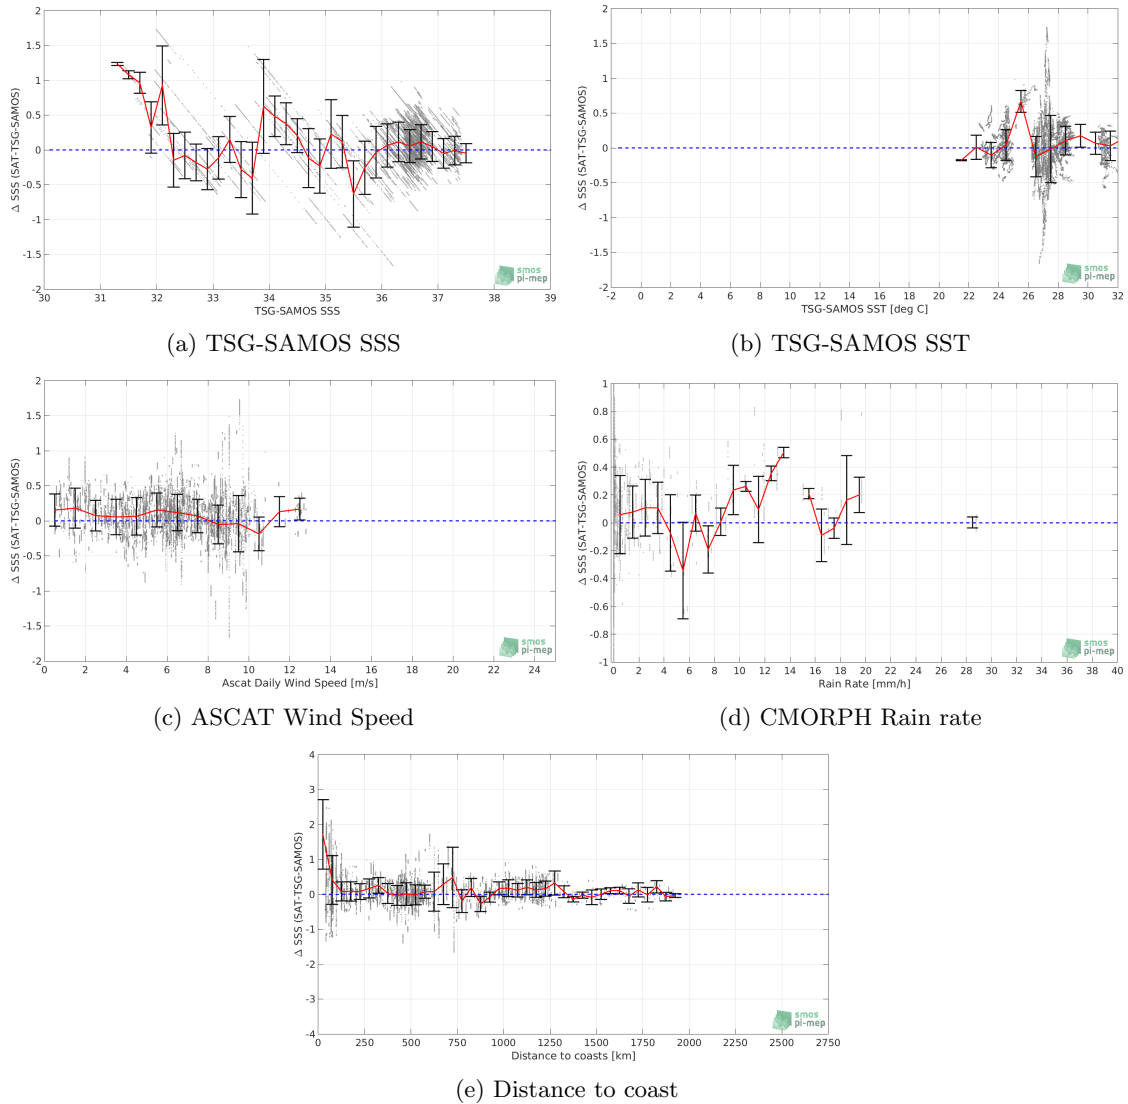 2
1.5
1
0.5
0
-0.5
-1
-1.5
-2
Δ SSS (SAT-TSG-SAMOS)
30 31 32 33 34 35 36 37 38 39
TSG-SAMOS SSS
smos
pi-mep
(a) TSG-SAMOS SSS
2
1.5
1
0.5
0
-0.5
-1
-1.5
-2
Δ SSS (SAT-TSG-SAMOS)
-2 0 2 4 6 8 10 12 14 16 18 20 22 24 26 28 30 32
TSG-SAMOS SST [deg C]
smos
pi-mep
(b) TSG-SAMOS SST
2
1.5
1
0.5
0
-0.5
-1
-1.5
-2
Δ SSS (SAT-TSG-SAMOS)
0 2 4 6 8 10 12 14 16 18 20 22 24
Ascat Daily Wind Speed [m/s]
smos
pi-mep
(c) ASCAT Wind Speed
1
0.8
0.6
0.4
0.2
0
-0.2
-0.4
-0.6
-0.8
-1
Δ SSS (SAT-TSG-SAMOS)
0 2 4 6 8 10 12 14 16 18 20 22 24 26 28 30 32 34 36 38 40
Rain Rate [mm/h]
smos
pi-mep
(d) CMORPH Rain rate
4
3
2
1
0
-1
-2
-3
-4
Δ SSS (SAT-TSG-SAMOS)
0 250 500 750 1000 1250 1500 1750 2000 2250 2500 2750
Distance to coasts [km]
smos
pi-mep
(e) Distance to coast